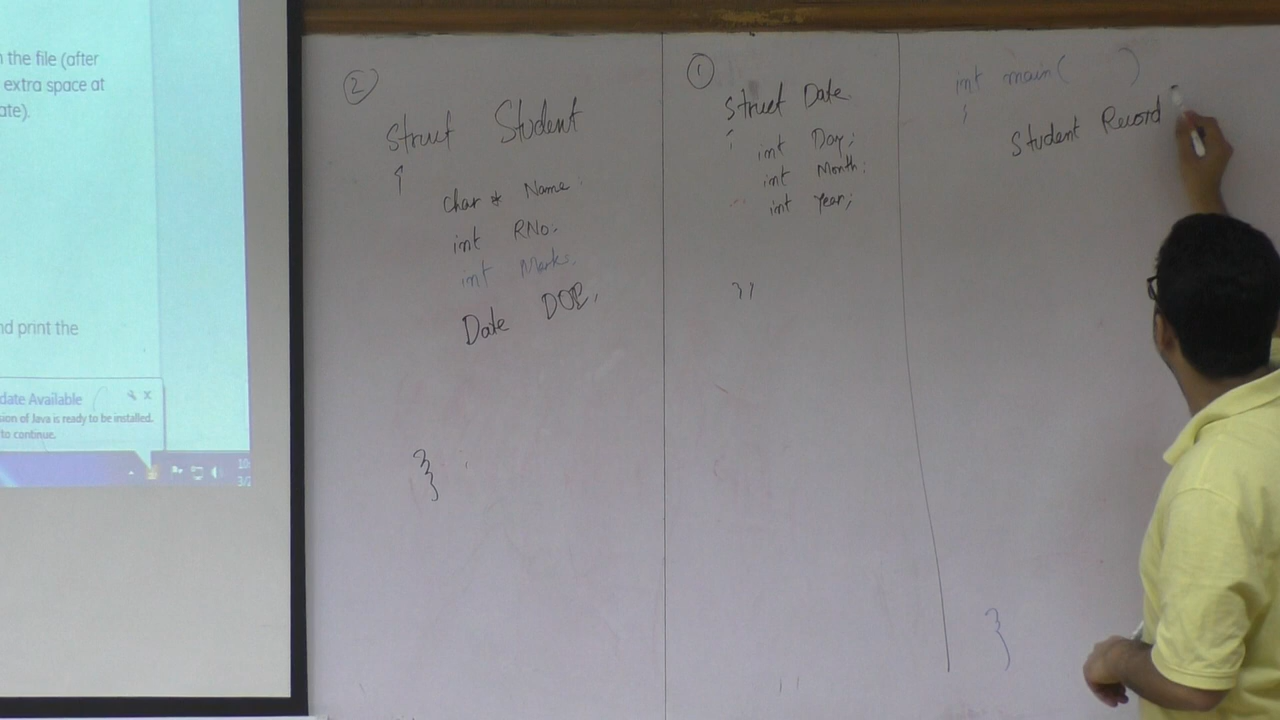 n the file (after
extra space at
ate).
nd print the
date Available
sion of Java is ready to be installed.
to continue.
2
Struct Student
{
Char * Name;
int RNo;
int Marks;
Date
}
1
Struct Date
{
int Day;
int Month;
int Year;
};
int main( )
{
Student Record
}